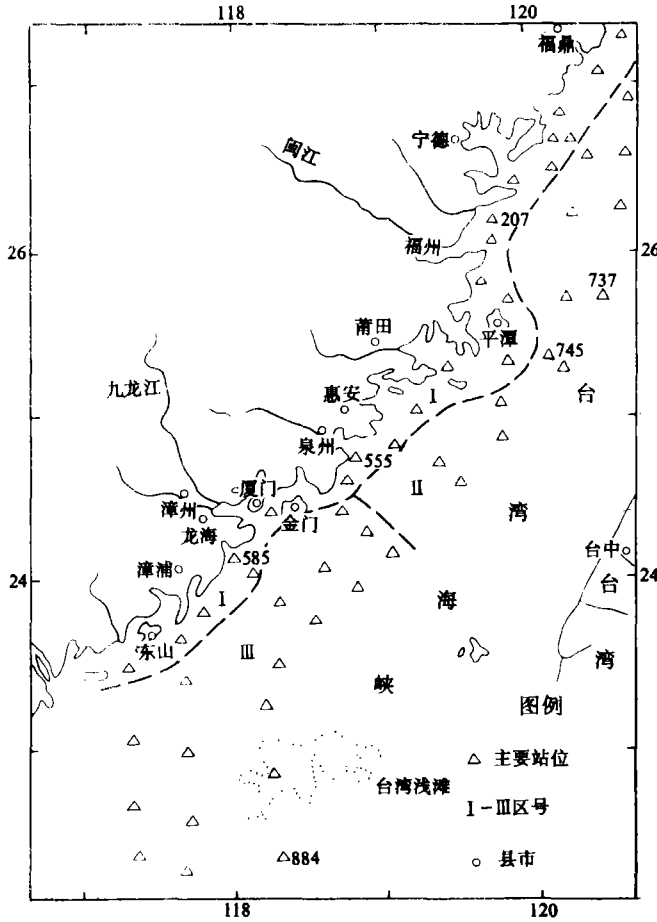 118
120
福鼎
宁德
闽江
207
福州
26
26
737
莆田
平潭
745
九龙江
惠安
台
I
泉州
555
II
厦门
湾
漳州
金门
龙海
台中
585
漳浦
24
24
台
I
海
东山
III
湾
峡
图例
主要站位
台湾浅滩
I-III区号
884
县市
118
120